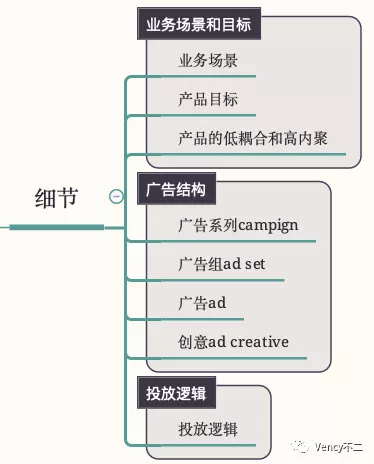 业务场景和目标
业务场景
产品目标
产品的低耦合和高内聚
细节
广告结构
广告系列campign
广告组ad set
广告ad
创意ad creative
投放逻辑
投放逻辑
Vency不二